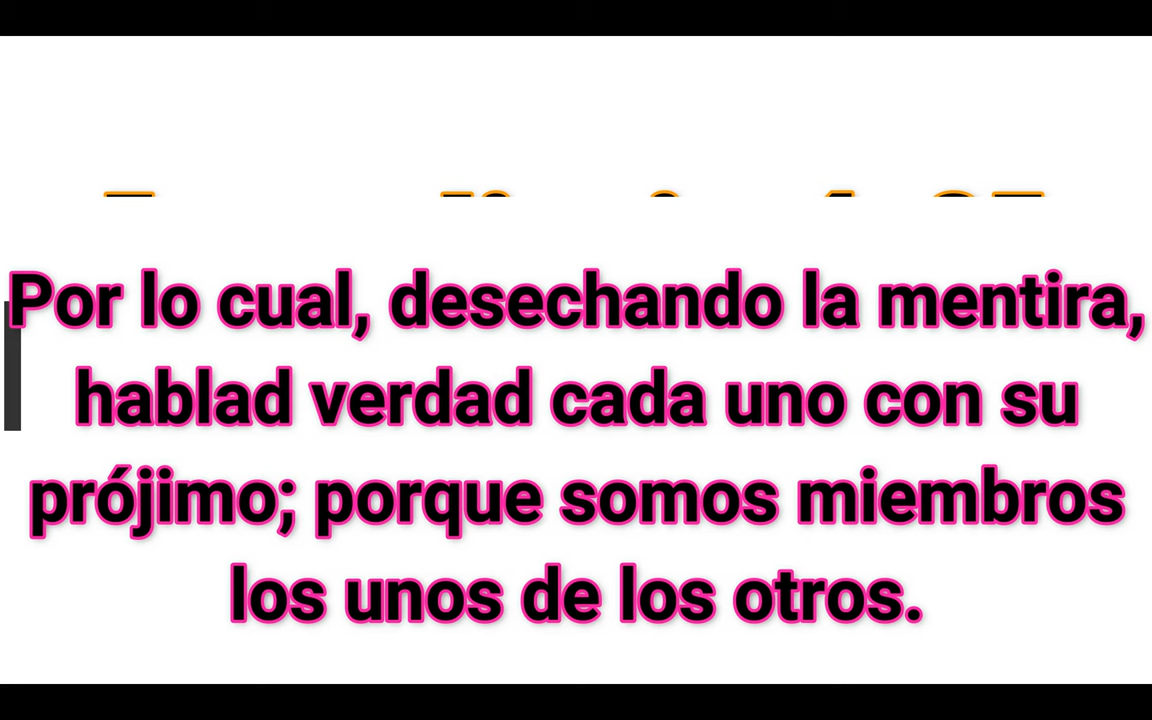 Por lo cual, desechando la mentira,
hablad verdad cada uno con su
prójimo; porque somos miembros
los unos de los otros.